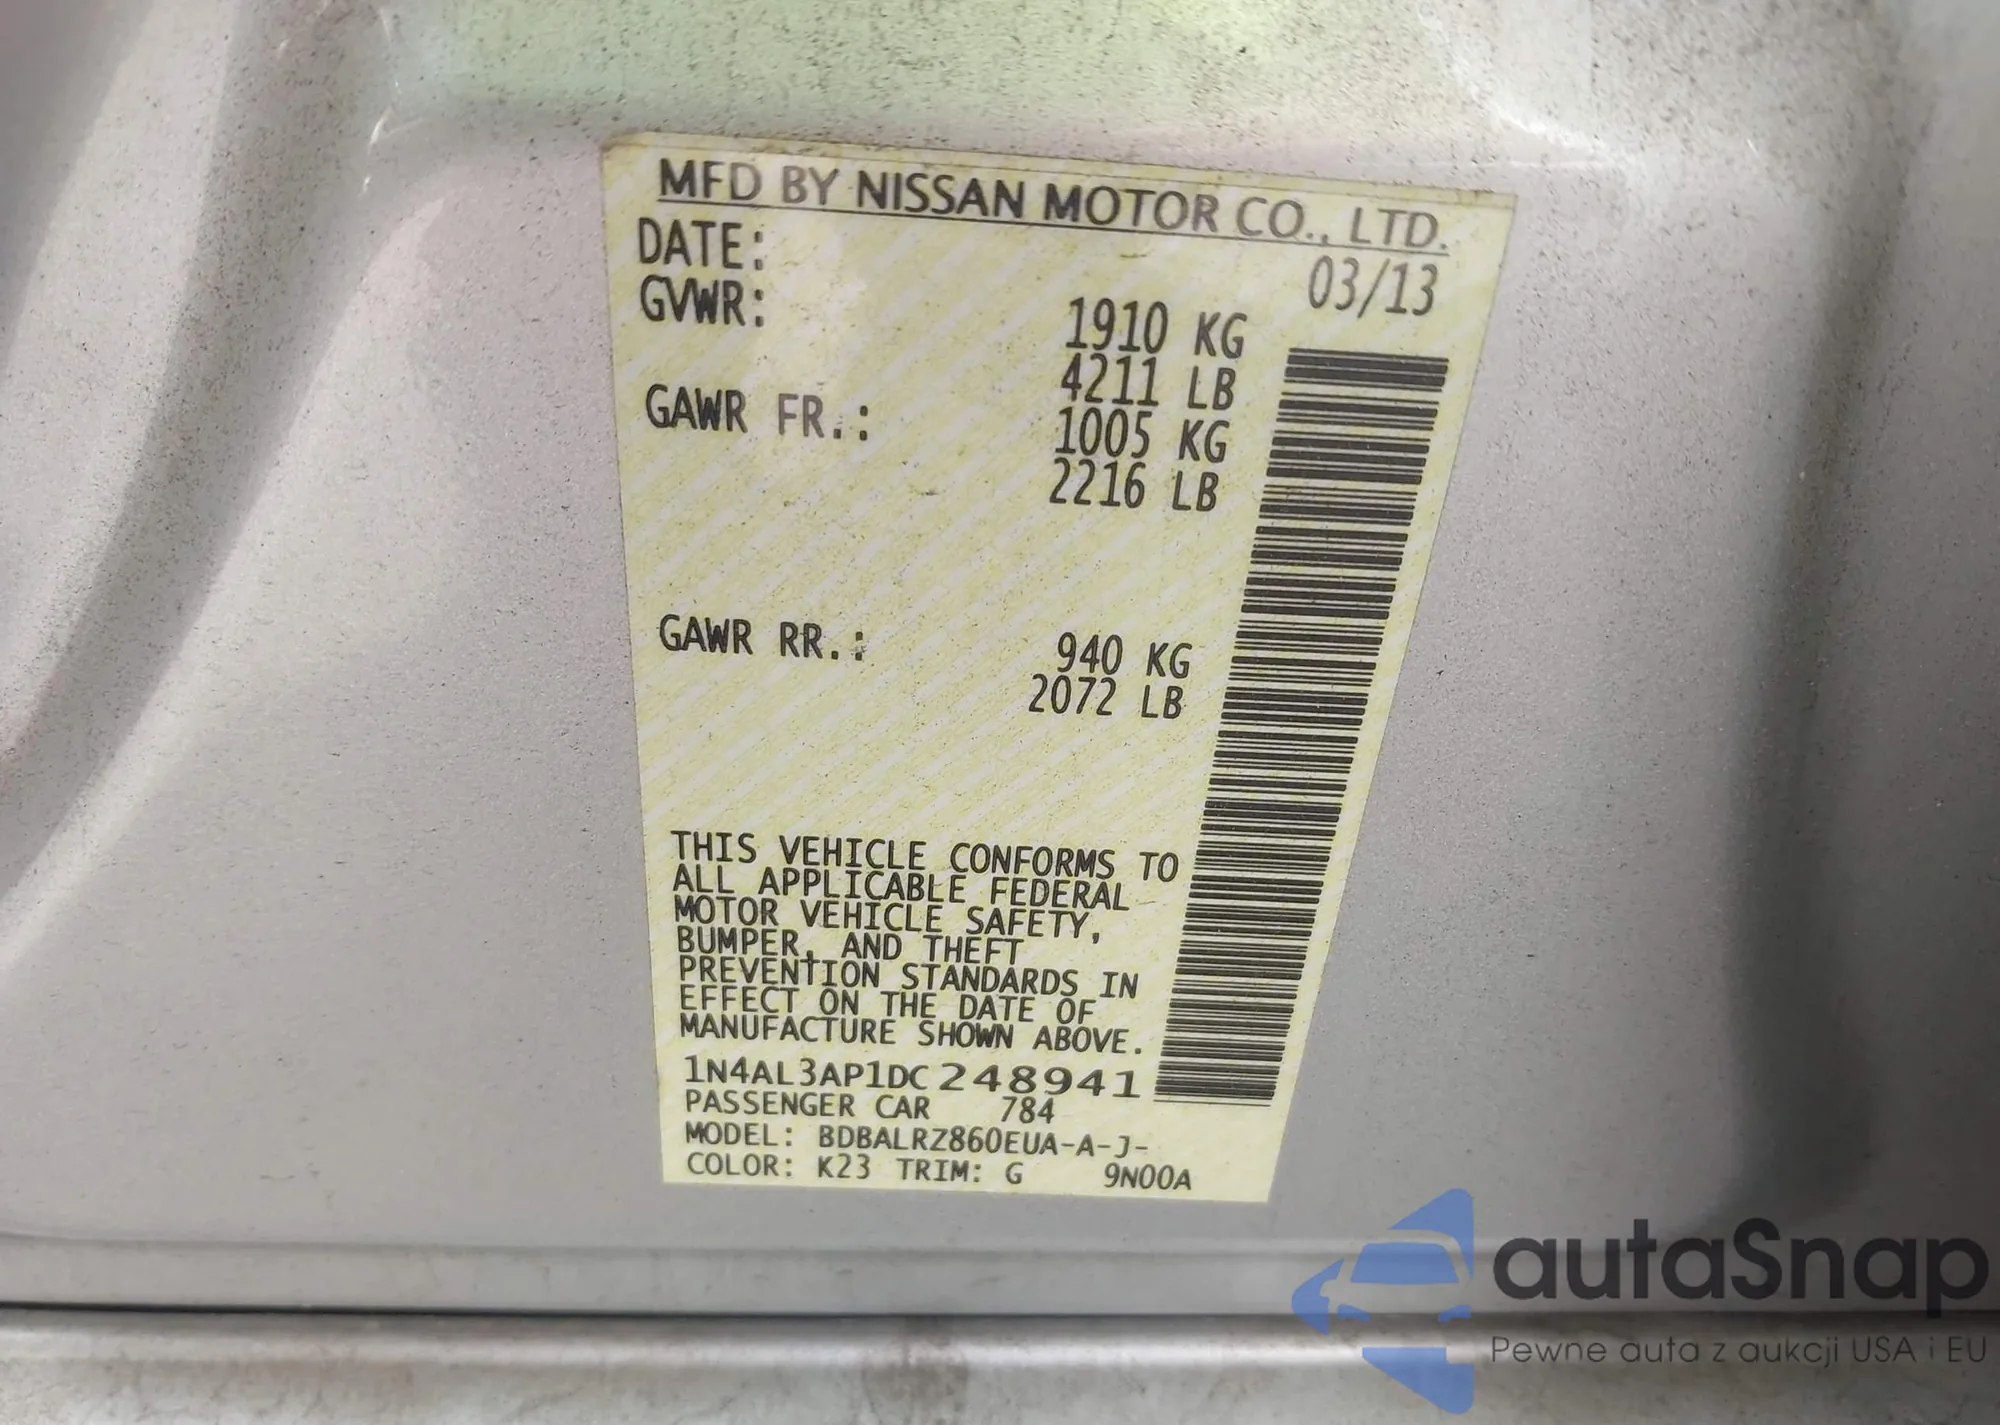 MFD BY NISSAN MOTOR CO., LTD.
DATE: 03/13
GVWR: 1910 KG
4211 LB
GAWR FR.: 1005 KG
2216 LB
GAWR RR.: 940 KG
2072 LB
THIS VEHICLE CONFORMS TO
ALL APPLICABLE FEDERAL
MOTOR VEHICLE SAFETY,
BUMPER, AND THEFT
PREVENTION STANDARDS IN
EFFECT ON THE DATE OF
MANUFACTURE SHOWN ABOVE.
1N4AL3AP1DC248941
PASSENGER CAR 784
MODEL: BDBALRZ860EUA-A-J-
COLOR: K23 TRIM: G 9N00A
autaSnap
Pewne auta z aukcji USA i EU